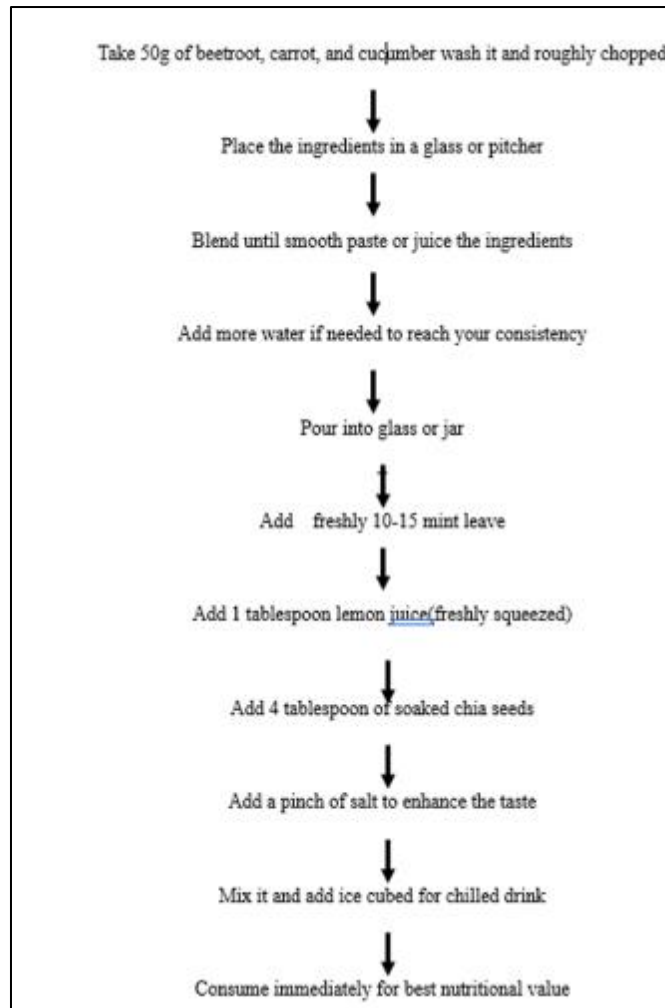 Take 50g of beetroot, carrot, and cucumber wash it and roughly chopped
Place the ingredients in a glass or pitcher
Blend until smooth paste or juice the ingredients
Add more water if needed to reach your consistency
Pour into glass or jar
Add freshly 10-15 mint leave
Add 1 tablespoon lemon juice(freshly squeezed)
Add 4 tablespoon of soaked chia seeds
Add a pinch of salt to enhance the taste
Mix it and add ice cubed for chilled drink
Consume immediately for best nutritional value